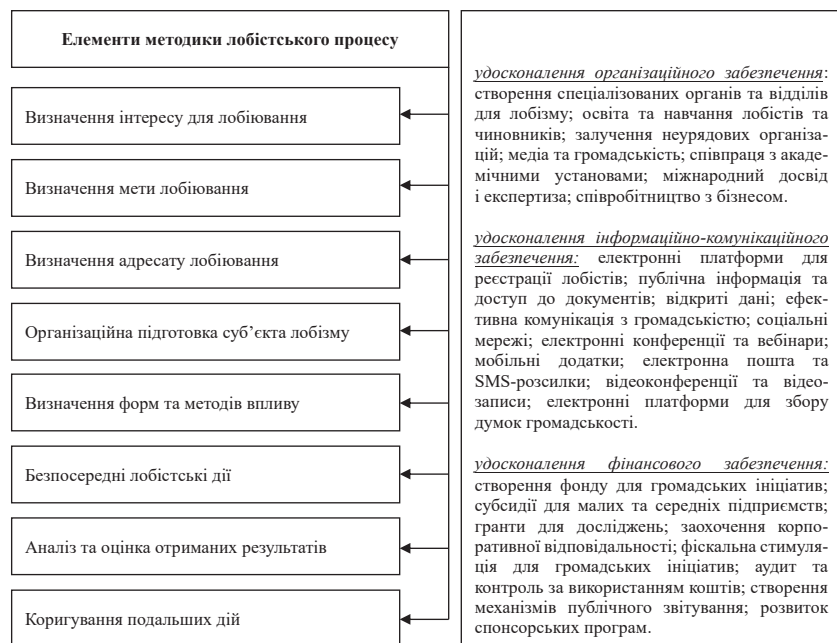 Елементи методики лобістського процесу
Визначення інтересу для лобіювання
Визначення мети лобіювання
Визначення адресату лобіювання
Організаційна підготовка суб’єкта лобізму
Визначення форм та методів впливу
Безпосередні лобістські дії
Аналіз та оцінка отриманих результатів
Коригування подальших дій
удосконалення організаційного забезпечення:
створення спеціалізованих органів та відділів
для лобізму; освіта та навчання лобістів та
чиновників; залучення неурядових організа-
цій; медіа та громадськість; співпраця з акаде-
мічними установами; міжнародний досвід
і експертиза; співробітництво з бізнесом.
удосконалення інформаційно-комунікаційного
забезпечення: електронні платформи для
реєстрації лобістів; публічна інформація та
доступ до документів; відкриті дані; ефек-
тивна комунікація з громадськістю; соціальні
мережі; електронні конференції та вебінари;
мобільні додатки; електронна пошта та
SMS-розсилки; відеоконференції та відео-
записи; електронні платформи для збору
думок громадськості.
удосконалення фінансового забезпечення:
створення фонду для громадських ініціатив;
субсидії для малих та середніх підприємств;
гранти для досліджень; заохочення корпо-
ративної відповідальності; фіскальна стимуля-
ція для громадських ініціатив; аудит та
контроль за використанням коштів; створення
механізмів публічного звітування; розвиток
спонсорських програм.